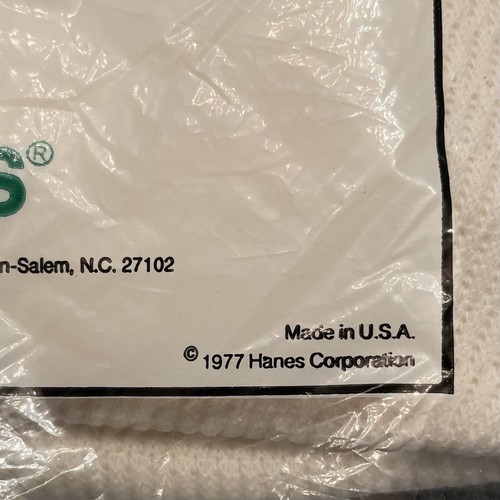 S®
n-Salem, N.C. 27102
Made in U.S.A.
© 1977 Hanes Corporation